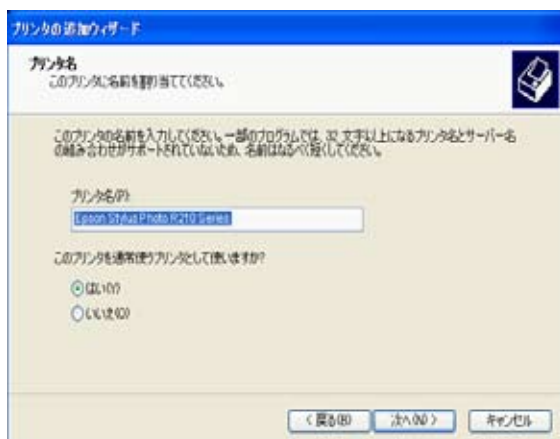 プリンタの追加ウィザード
プリンタ名
このプリンタに名前を割り当ててください。
このプリンタの名前を入力してください。一部のプログラムでは、32 文字以上になるプリンタ名とサーバー名
の組み合わせがサポートされていないため、名前はなるべく短くしてください。
プリンタ名(P):
Epson Stylus Photo R210 Series
このプリンタを通常使うプリンタとして使いますか?
はい(Y)
いいえ(O)
< 戻る(B)
次へ(N) >
キャンセル